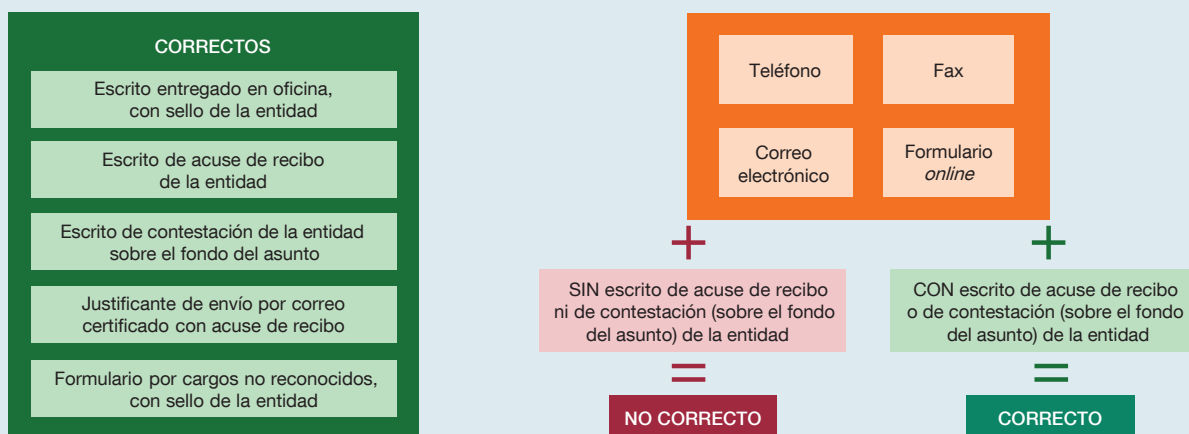 CORRECTOS
Escrito entregado en oficina,
con sello de la entidad
Escrito de acuse de recibo
de la entidad
Escrito de contestación de la entidad
sobre el fondo del asunto
Justificante de envío por correo
certificado con acuse de recibo
Formulario por cargos no reconocidos,
con sello de la entidad
Teléfono
Fax
Correo
electrónico
Formulario
online
+
+
SIN escrito de acuse de recibo
ni de contestación (sobre el fondo
del asunto) de la entidad
CON escrito de acuse de recibo
o de contestación (sobre el fondo
del asunto) de la entidad
=
=
NO CORRECTO
CORRECTO